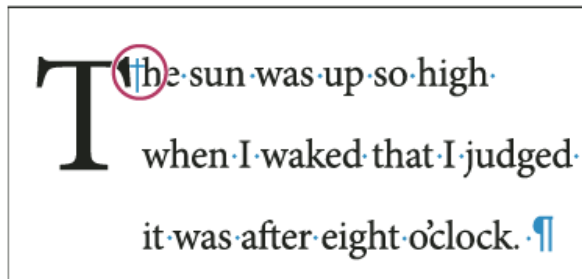 The sun was up so high
when I waked that I judged
it was after eight o'clock. ¶